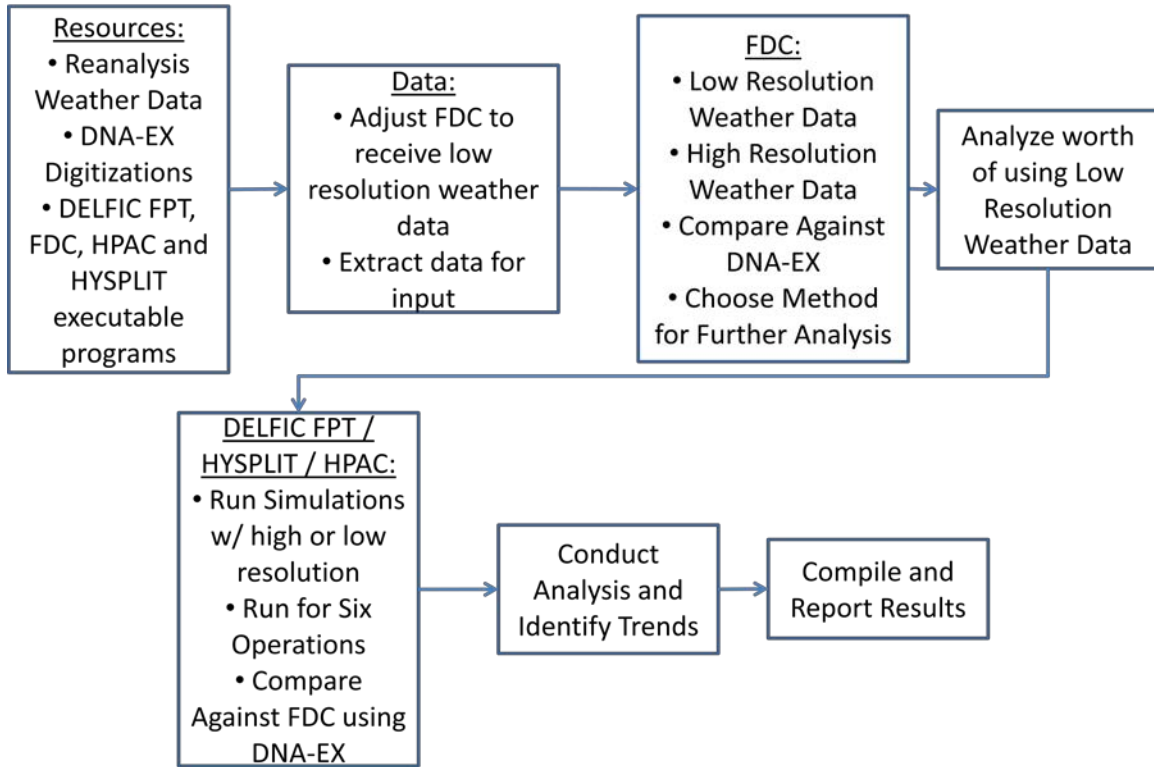 Resources:
• Reanalysis
Weather Data
• DNA-EX
Digitizations
• DELFIC FPT,
FDC, HPAC and
HYSPLIT
executable
programs
Data:
• Adjust FDC to
receive low
resolution weather
data
• Extract data for
input
FDC:
• Low Resolution
Weather Data
• High Resolution
Weather Data
• Compare Against
DNA-EX
• Choose Method
for Further Analysis
Analyze worth
of using Low
Resolution
Weather Data
DELFIC FPT /
HYSPLIT / HPAC:
• Run Simulations
w/ high or low
resolution
• Run for Six
Operations
• Compare
Against FDC using
DNA-EX
Conduct
Analysis and
Identify Trends
Compile and
Report Results